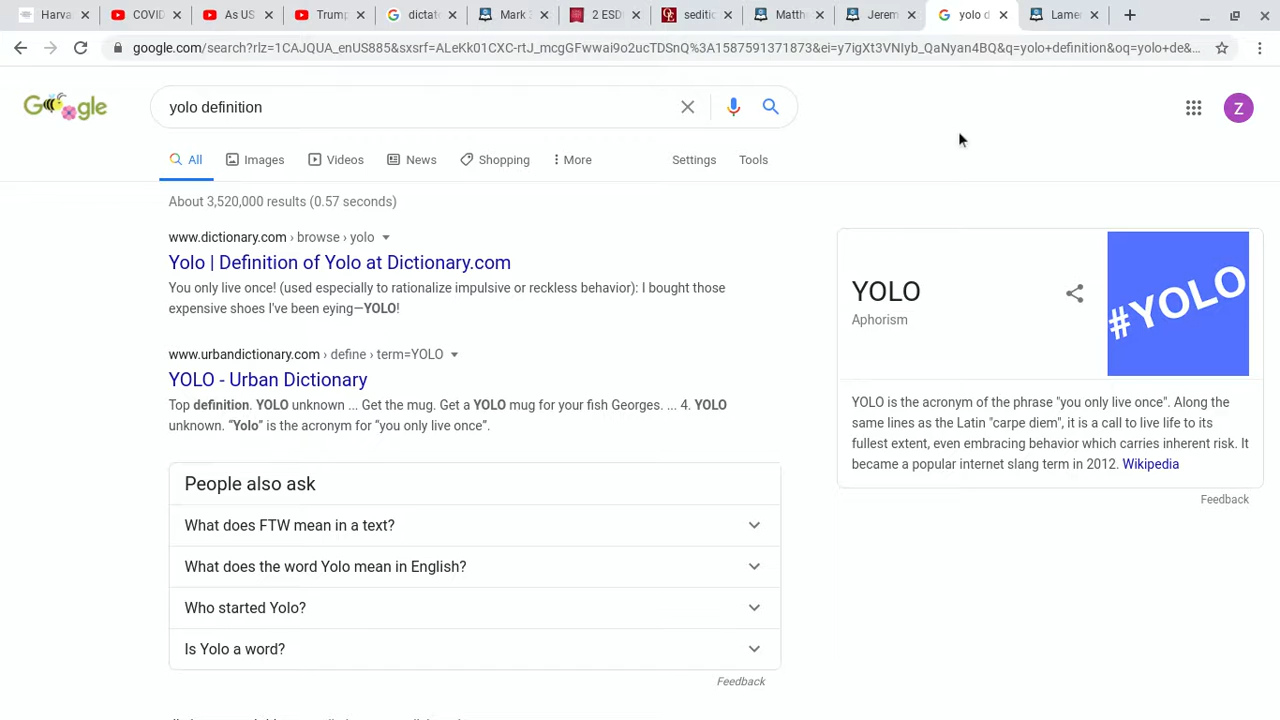 Harva
COVID
As US
Trump
dictate
Mark
2 ESD
seditic
Matth
Jerem
yolo d
Lamer
google.com/search?rlz=1CAJQUA_enUS885&sxsrf=ALeKk01CXC-rtJ_mcgGFwwai9o2ucTDSnQ%3A1587591371873&ei=y7igXt3VNIyb_QaNyan4BQ&q=yolo+definition&oq=yolo+de&...
yolo definition
Z
All
Images
Videos
News
Shopping
More
Settings
Tools
About 3,520,000 results (0.57 seconds)
www.dictionary.com › browse › yolo
Yolo | Definition of Yolo at Dictionary.com
You only live once! (used especially to rationalize impulsive or reckless behavior): I bought those
expensive shoes I've been eying—YOLO!
www.urbandictionary.com › define › term=YOLO
YOLO - Urban Dictionary
Top definition. YOLO unknown ... Get the mug. Get a YOLO mug for your fish Georges. ... 4. YOLO
unknown. “Yolo” is the acronym for “you only live once”.
People also ask
What does FTW mean in a text?
What does the word Yolo mean in English?
Who started Yolo?
Is Yolo a word?
Feedback
YOLO
Aphorism
#YOLO
YOLO is the acronym of the phrase "you only live once". Along the
same lines as the Latin "carpe diem", it is a call to live life to its
fullest extent, even embracing behavior which carries inherent risk. It
became a popular internet slang term in 2012. Wikipedia
Feedback